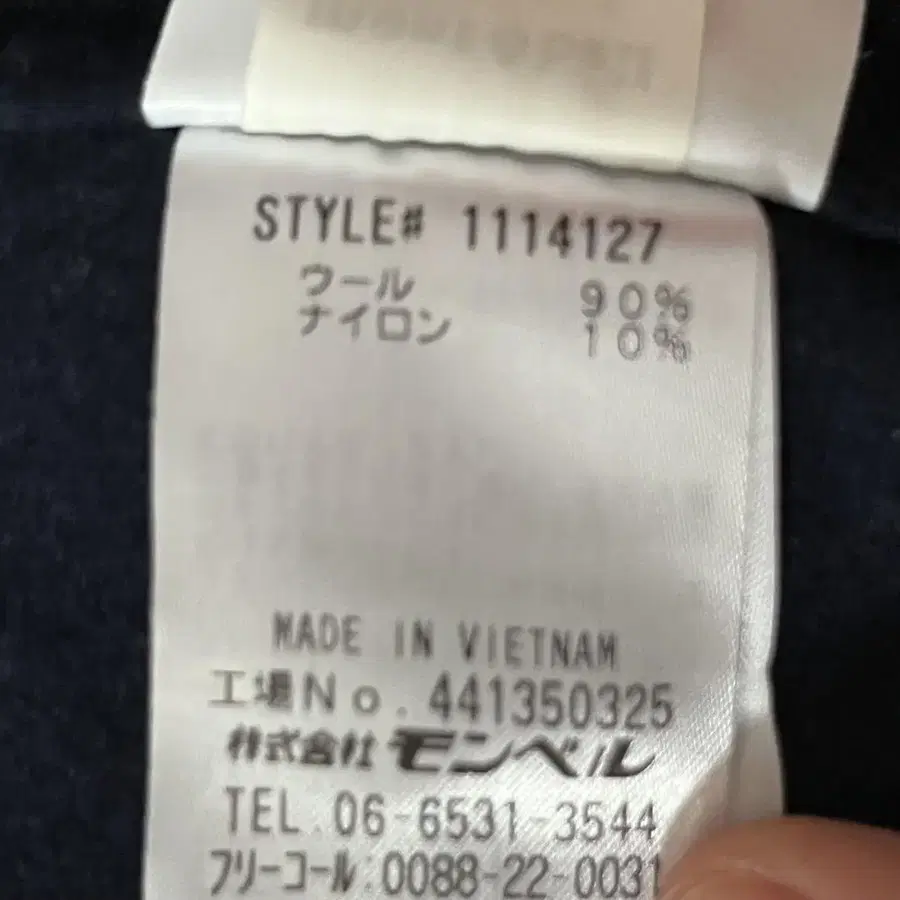 STYLE# 1114127
ウール 90%
ナイロン 10%
MADE IN VIETNAM
工場No. 441350325
株式会社モンベル
TEL.06-6531-3544
フリーコール:0088-22-0031